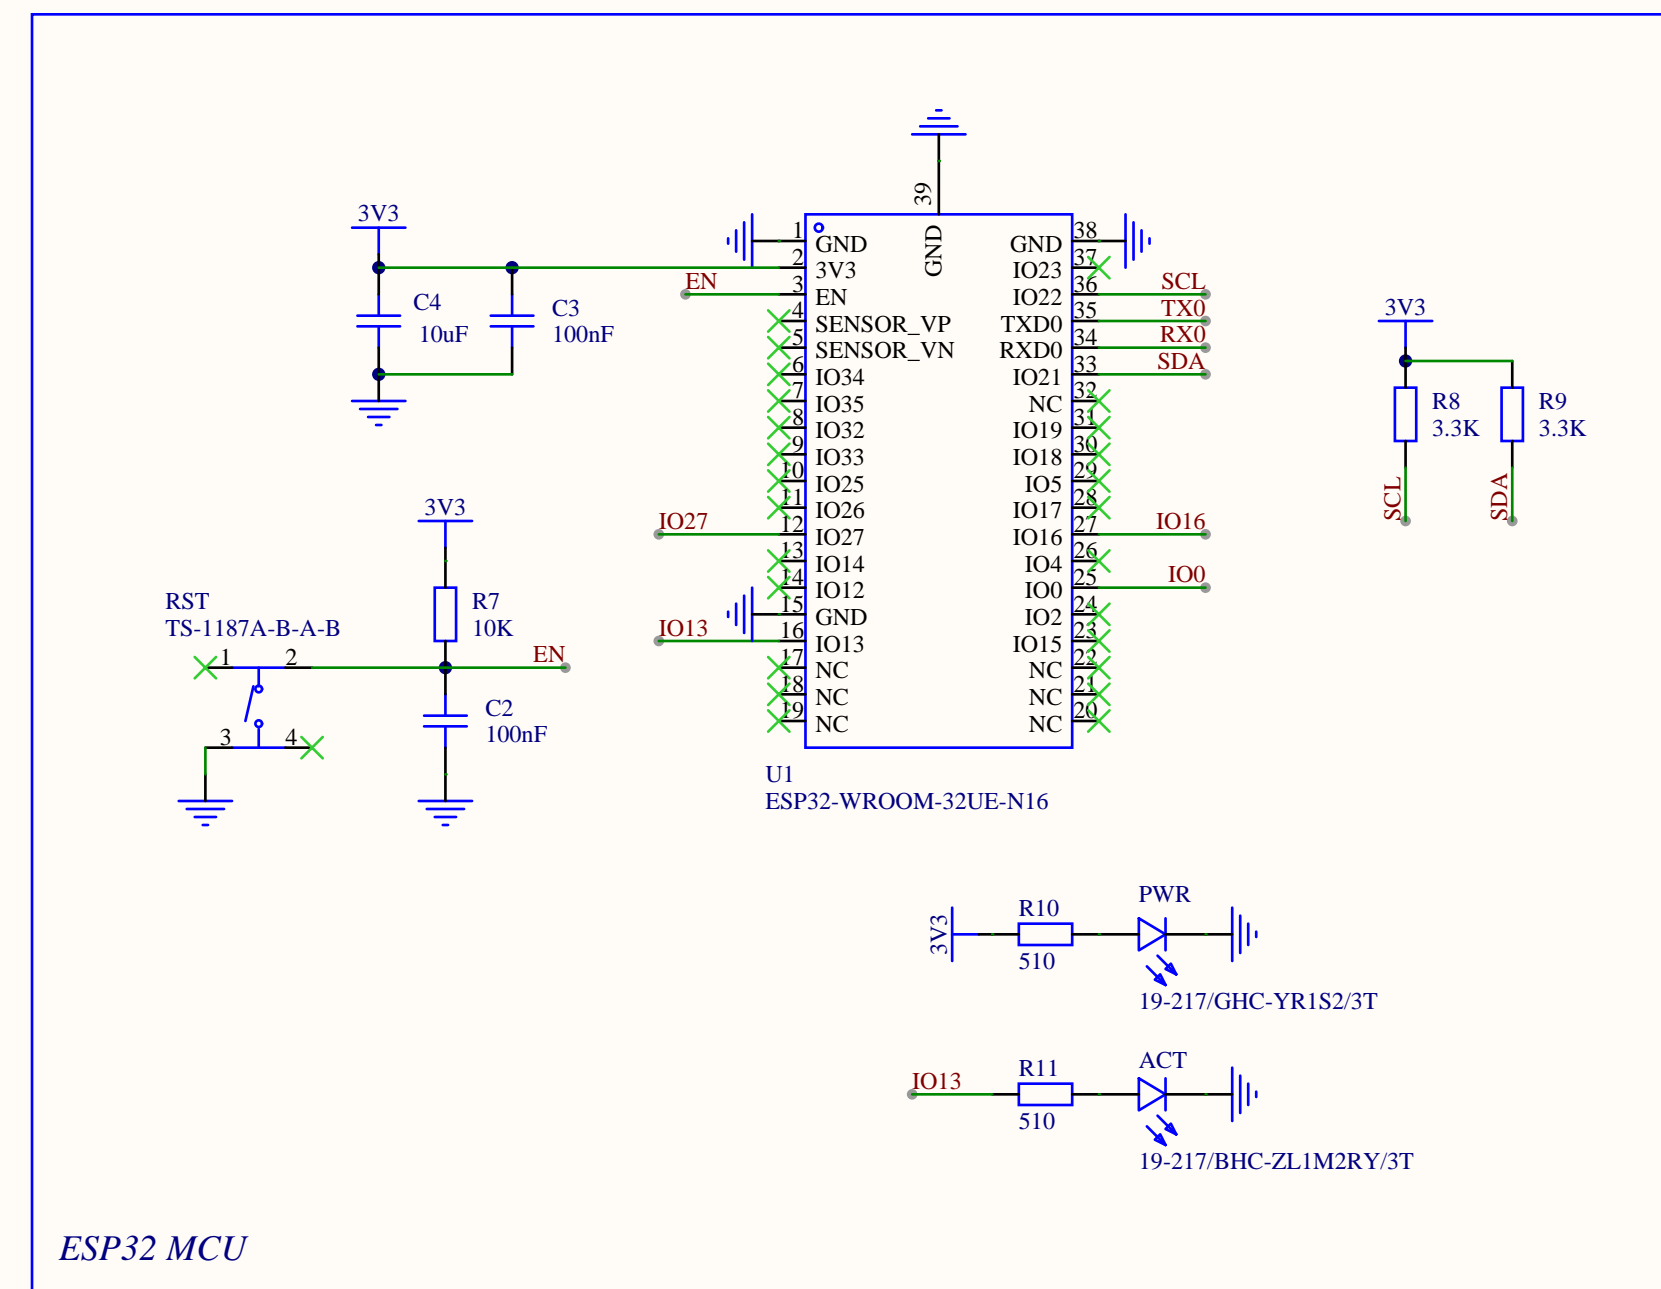 39
GND
3V3
C4
10uF
C3
100nF
EN
1
GND
2
3V3
3
EN
4
SENSOR_VP
5
SENSOR_VN
6
IO34
7
IO35
8
IO32
9
IO33
10
IO25
11
IO26
IO27
12
IO27
13
IO14
14
IO12
15
GND
IO13
16
IO13
17
NC
18
NC
19
NC
38
GND
37
IO23
36
IO22
SCL
35
TXD0
TX0
34
RXD0
RX0
33
IO21
SDA
32
NC
31
IO19
30
IO18
29
IO5
28
IO17
27
IO16
IO16
26
IO4
25
IO0
IO0
24
IO2
23
IO15
22
NC
21
NC
20
NC
U1
ESP32-WROOM-32UE-N16
3V3
R8
3.3K
R9
3.3K
SCL
SDA
3V3
R7
10K
RST
TS-1187A-B-A-B
1
2
EN
3
4
C2
100nF
3V3
R10
510
PWR
19-217/GHC-YR1S2/3T
IO13
R11
510
ACT
19-217/BHC-ZL1M2RY/3T
ESP32 MCU